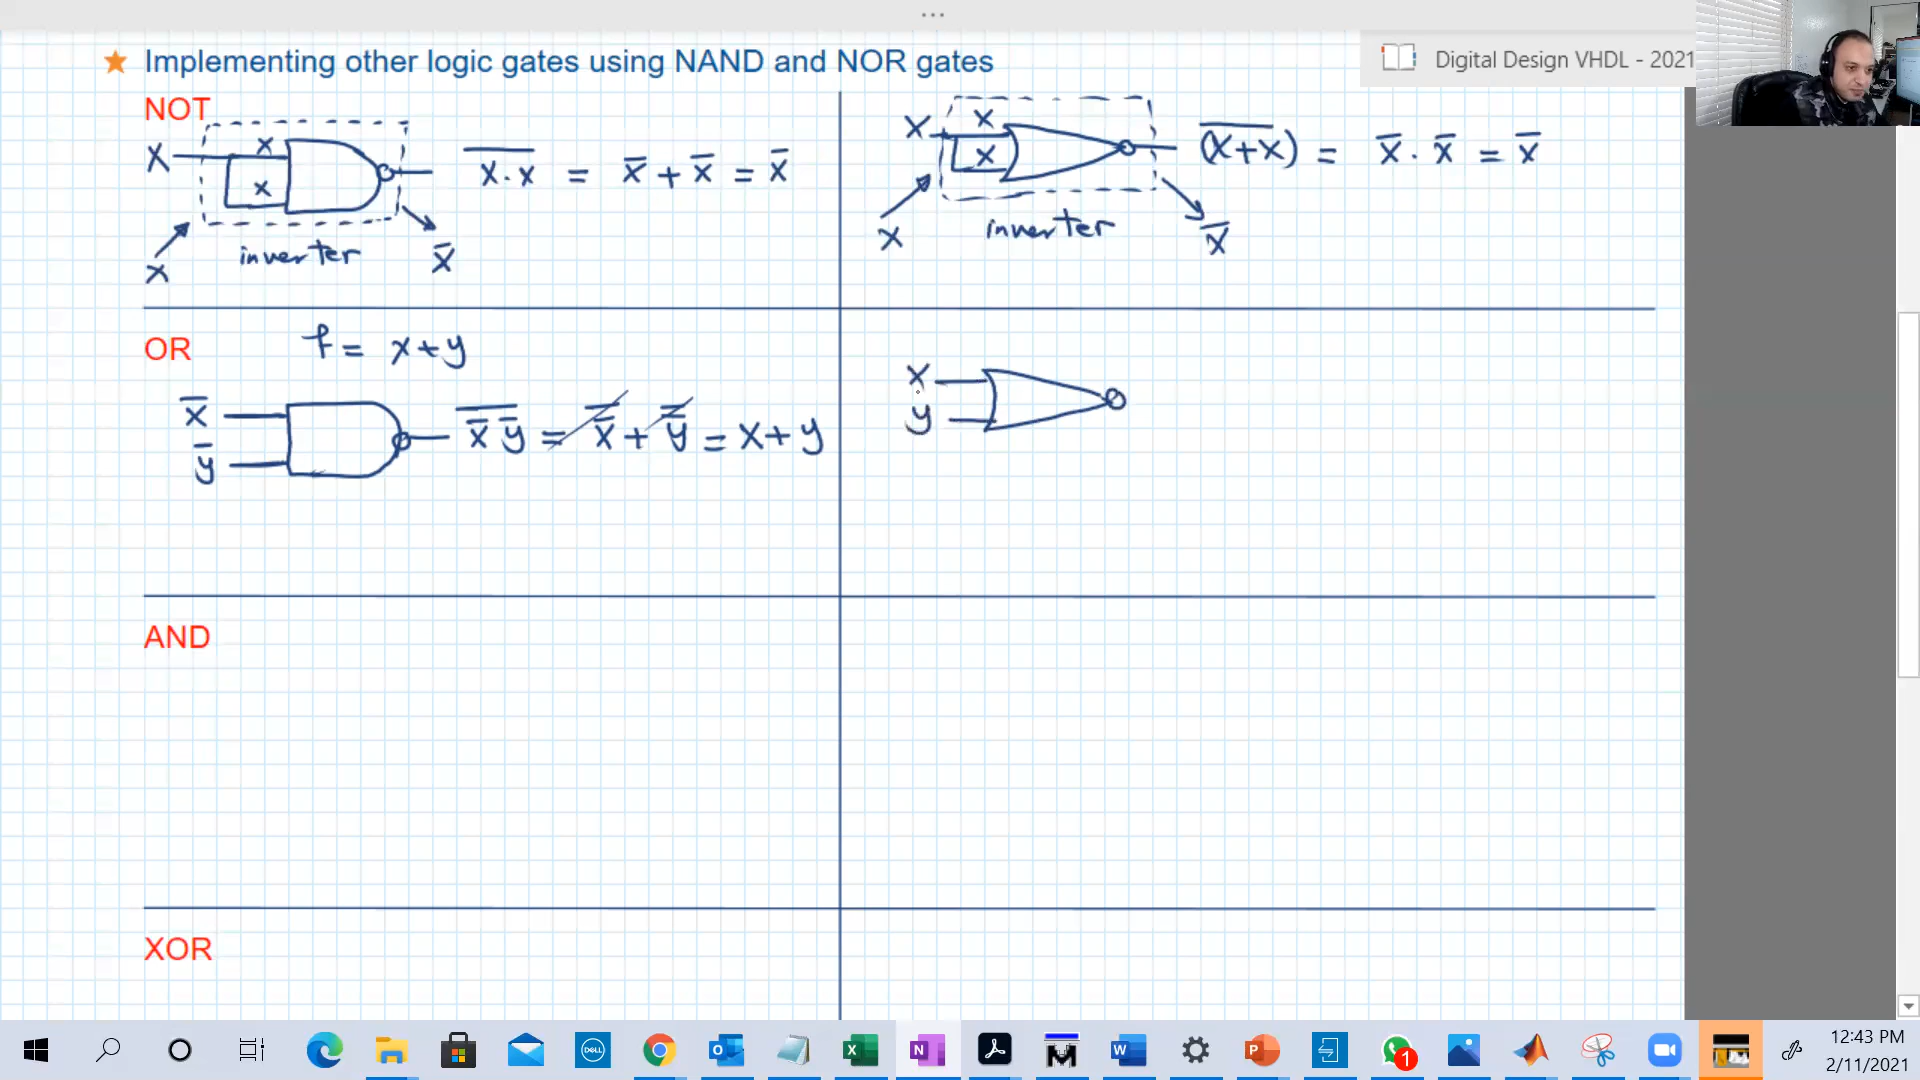 Implementing other logic gates using NAND and NOR gates
Digital Design VHDL - 2021
NOT
X x x x̅·̅x̅ = x̅ + x̅ = x̅
x inverter x̅
X x x (̅x̅+̅x̅)̅ = x̅ · x̅ = x̅
x inverter x̅
OR f = x+y
x̅ y̅ \overline{x̅ y̅} = x̿ + y̿ = x+y
x y
AND
XOR
1
12:43 PM
2/11/2021